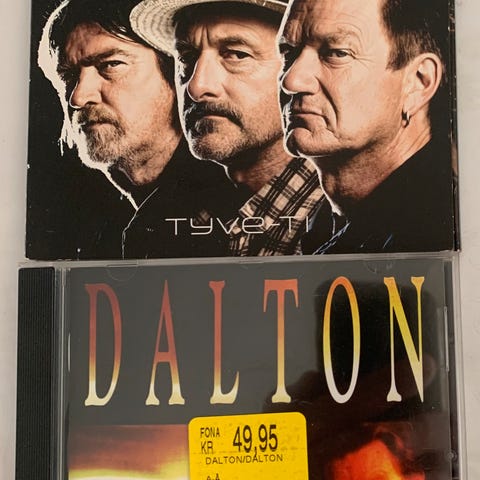 TYVE-TI
DALTON
FONA
KR 49,95
DALTON/DALTON
A-A